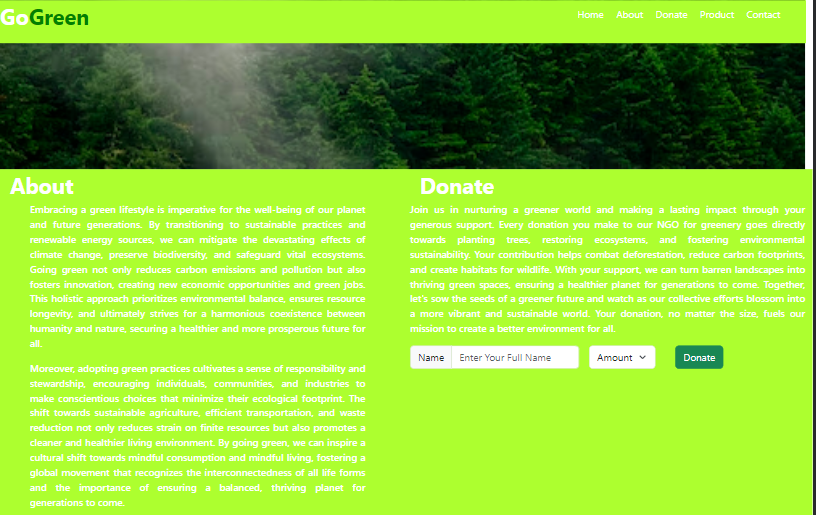 GoGreen
Home About Donate Product Contact
About
Embracing a green lifestyle is imperative for the well-being of our planet
and future generations. By transitioning to sustainable practices and
renewable energy sources, we can mitigate the devastating effects of
climate change, preserve biodiversity, and safeguard vital ecosystems.
Going green not only reduces carbon emissions and pollution but also
fosters innovation, creating new economic opportunities and green jobs.
This holistic approach prioritizes environmental balance, ensures resource
longevity, and ultimately strives for a harmonious coexistence between
humanity and nature, securing a healthier and more prosperous future for
all.
Moreover, adopting green practices cultivates a sense of responsibility and
stewardship, encouraging individuals, communities, and industries to
make conscientious choices that minimize their ecological footprint. The
shift towards sustainable agriculture, efficient transportation, and waste
reduction not only reduces strain on finite resources but also promotes a
cleaner and healthier living environment. By going green, we can inspire a
cultural shift towards mindful consumption and mindful living, fostering a
global movement that recognizes the interconnectedness of all life forms
and the importance of ensuring a balanced, thriving planet for
generations to come.
Donate
Join us in nurturing a greener world and making a lasting impact through your
generous support. Every donation you make to our NGO for greenery goes directly
towards planting trees, restoring ecosystems, and fostering environmental
sustainability. Your contribution helps combat deforestation, reduce carbon footprints,
and create habitats for wildlife. With your support, we can turn barren landscapes into
thriving green spaces, ensuring a healthier planet for generations to come. Together,
let's sow the seeds of a greener future and watch as our collective efforts blossom into
a more vibrant and sustainable world. Your donation, no matter the size, fuels our
mission to create a better environment for all.
Name Enter Your Full Name Amount Donate